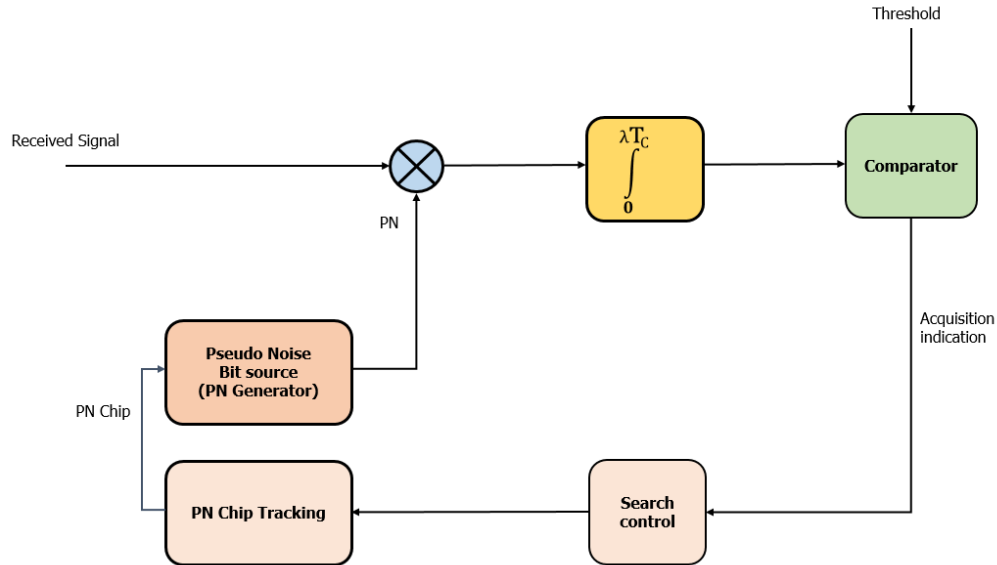 Threshold
Received Signal
λT_C
∫
0
Comparator
PN
Acquisition
indication
Pseudo Noise
Bit source
(PN Generator)
PN Chip
PN Chip Tracking
Search
control